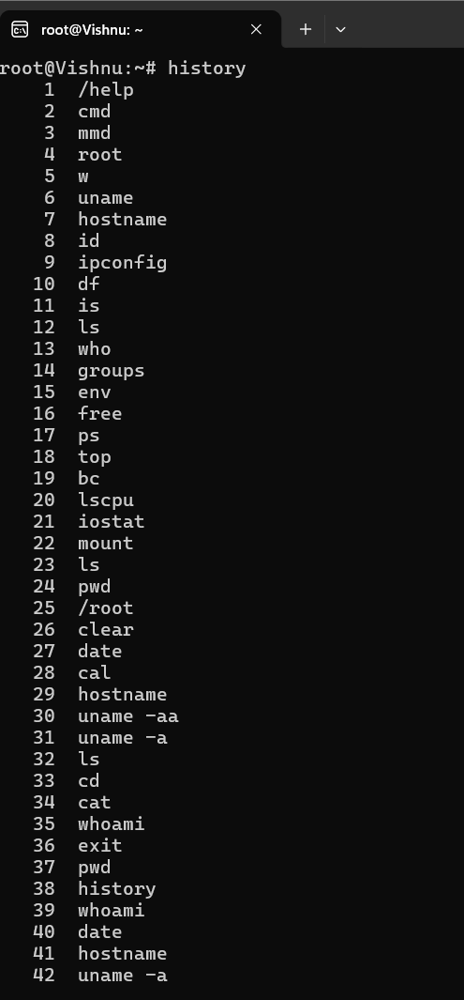 root@Vishnu: ~
root@Vishnu:~# history
1 /help
2 cmd
3 mmd
4 root
5 w
6 uname
7 hostname
8 id
9 ipconfig
10 df
11 is
12 ls
13 who
14 groups
15 env
16 free
17 ps
18 top
19 bc
20 lscpu
21 iostat
22 mount
23 ls
24 pwd
25 /root
26 clear
27 date
28 cal
29 hostname
30 uname -aa
31 uname -a
32 ls
33 cd
34 cat
35 whoami
36 exit
37 pwd
38 history
39 whoami
40 date
41 hostname
42 uname -a